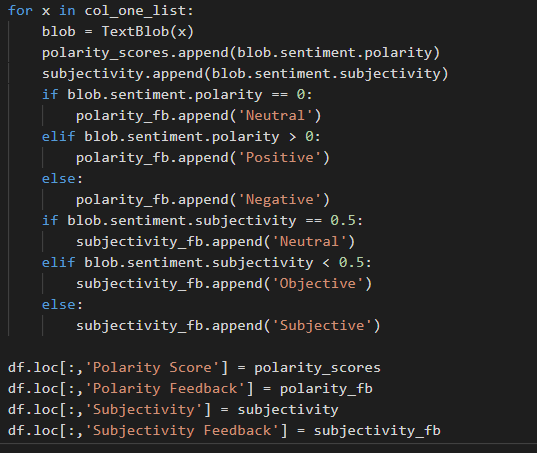 for x in col_one_list:
    blob = TextBlob(x)
    polarity_scores.append(blob.sentiment.polarity)
    subjectivity.append(blob.sentiment.subjectivity)
    if blob.sentiment.polarity == 0:
        polarity_fb.append('Neutral')
    elif blob.sentiment.polarity > 0:
        polarity_fb.append('Positive')
    else:
        polarity_fb.append('Negative')
    if blob.sentiment.subjectivity == 0.5:
        subjectivity_fb.append('Neutral')
    elif blob.sentiment.subjectivity < 0.5:
        subjectivity_fb.append('Objective')
    else:
        subjectivity_fb.append('Subjective')

df.loc[:,'Polarity Score'] = polarity_scores
df.loc[:,'Polarity Feedback'] = polarity_fb
df.loc[:,'Subjectivity'] = subjectivity
df.loc[:,'Subjectivity Feedback'] = subjectivity_fb